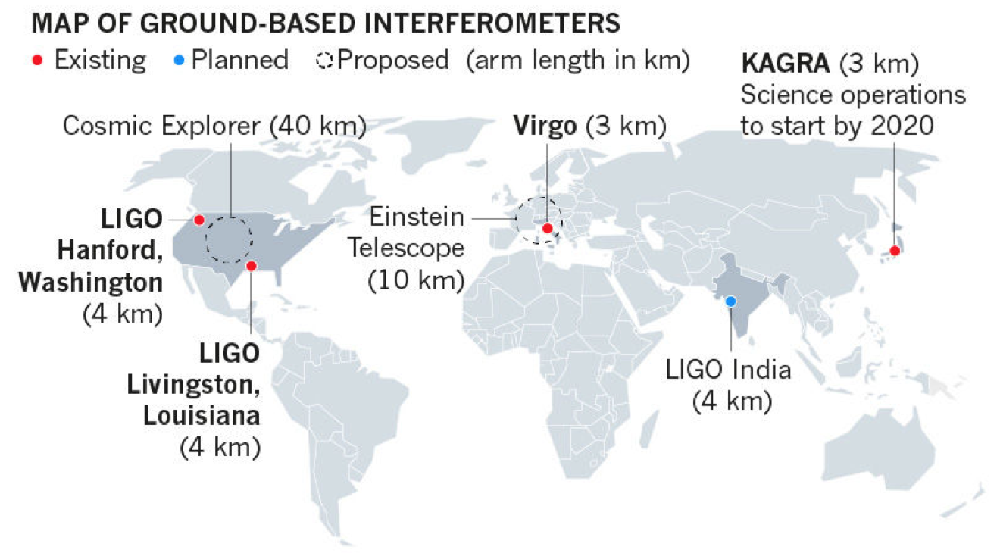 MAP OF GROUND-BASED INTERFEROMETERS
Existing Planned Proposed (arm length in km)
KAGRA (3 km)
Science operations
to start by 2020
Cosmic Explorer (40 km)
Virgo (3 km)
LIGO
Hanford,
Washington
(4 km)
Einstein
Telescope
(10 km)
LIGO
Livingston,
Louisiana
(4 km)
LIGO India
(4 km)